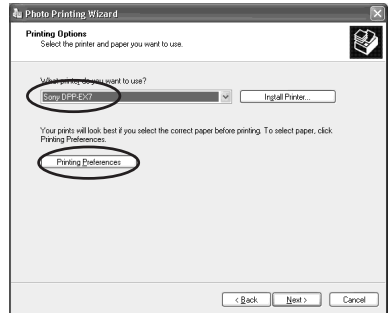 Photo Printing Wizard
Printing Options
Select the printer and paper you want to use.
What printer do you want to use?
Sony DPP-EX7
Install Printer...
Your prints will look best if you select the correct paper before printing. To select paper, click
Printing Preferences.
Printing Preferences
< Back Next > Cancel